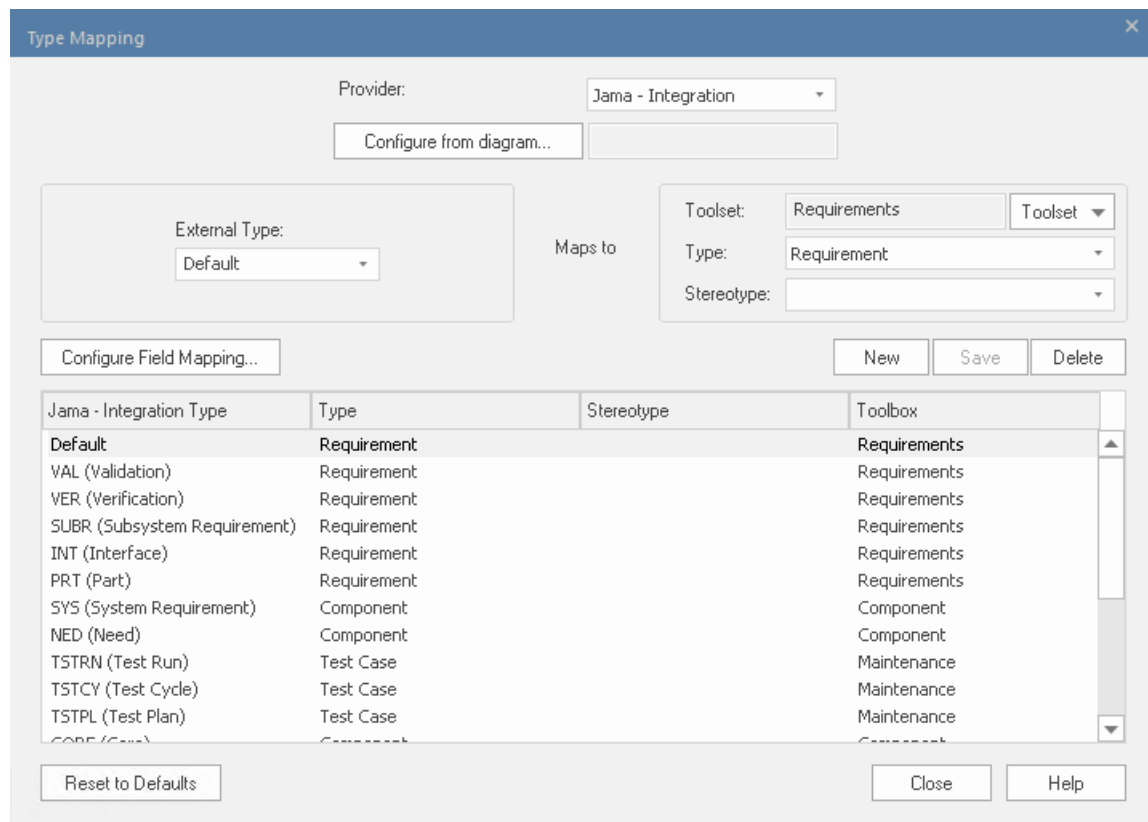 Type Mapping
Provider:
Jama - Integration
Configure from diagram...
External Type:
Default
Maps to
Toolset:
Requirements
Toolset
Type:
Requirement
Stereotype:
Configure Field Mapping...
New
Save
Delete
Jama - Integration Type Type Stereotype Toolbox
Default Requirement Requirements
VAL (Validation) Requirement Requirements
VER (Verification) Requirement Requirements
SUBR (Subsystem Requirement) Requirement Requirements
INT (Interface) Requirement Requirements
PRT (Part) Requirement Requirements
SYS (System Requirement) Component Component
NED (Need) Component Component
TSTRN (Test Run) Test Case Maintenance
TSTCY (Test Cycle) Test Case Maintenance
TSTPL (Test Plan) Test Case Maintenance
Component Component
Reset to Defaults
Close
Help